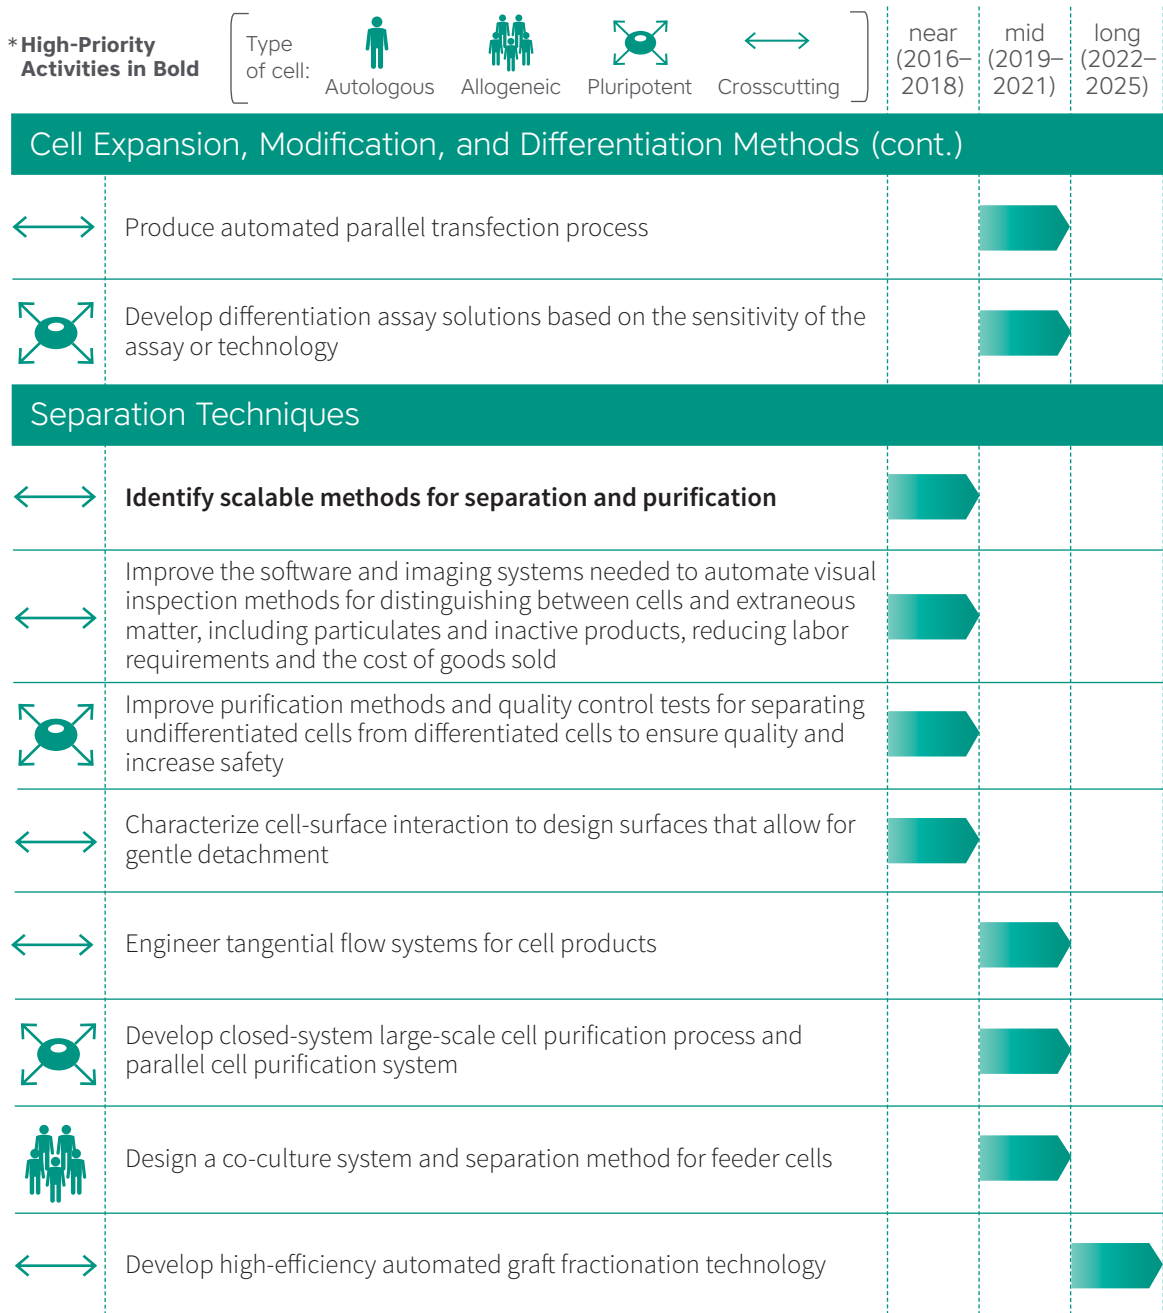 *High-Priority
Activities in Bold
Type
of cell:
Autologous
Allogeneic
Pluripotent
Crosscutting
near
(2016–
2018)
mid
(2019–
2021)
long
(2022–
2025)
Cell Expansion, Modification, and Differentiation Methods (cont.)
Produce automated parallel transfection process
Develop differentiation assay solutions based on the sensitivity of the
assay or technology
Separation Techniques
Identify scalable methods for separation and purification
Improve the software and imaging systems needed to automate visual
inspection methods for distinguishing between cells and extraneous
matter, including particulates and inactive products, reducing labor
requirements and the cost of goods sold
Improve purification methods and quality control tests for separating
undifferentiated cells from differentiated cells to ensure quality and
increase safety
Characterize cell-surface interaction to design surfaces that allow for
gentle detachment
Engineer tangential flow systems for cell products
Develop closed-system large-scale cell purification process and
parallel cell purification system
Design a co-culture system and separation method for feeder cells
Develop high-efficiency automated graft fractionation technology